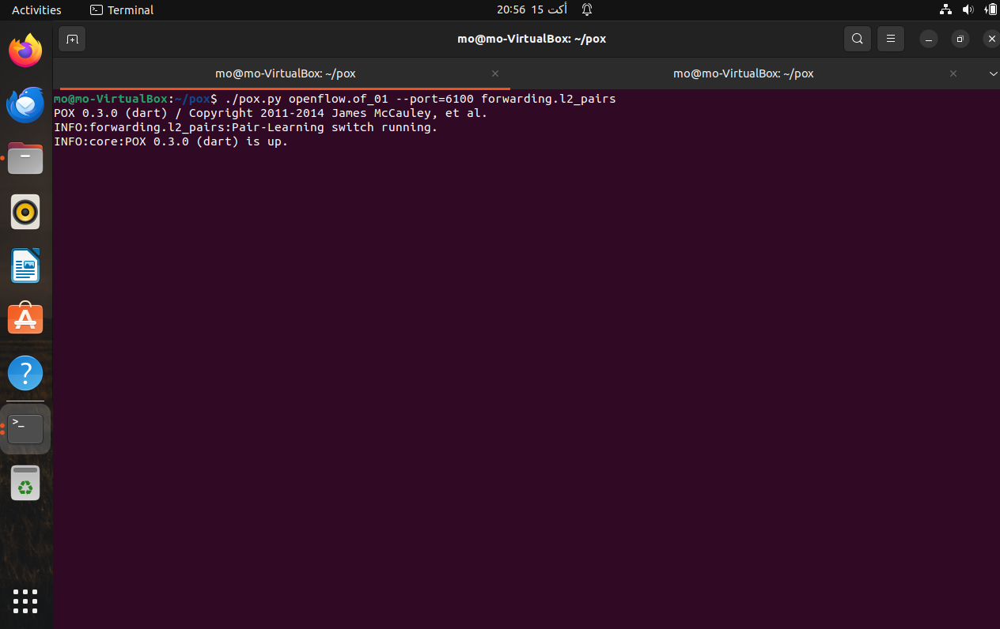 Activities
Terminal
20:56 15 أكت
mo@mo-VirtualBox: ~/pox
mo@mo-VirtualBox: ~/pox
mo@mo-VirtualBox: ~/pox
mo@mo-VirtualBox:~/pox$ ./pox.py openflow.of_01 --port=6100 forwarding.l2_pairs
POX 0.3.0 (dart) / Copyright 2011-2014 James McCauley, et al.
INFO:forwarding.l2_pairs:Pair-Learning switch running.
INFO:core:POX 0.3.0 (dart) is up.